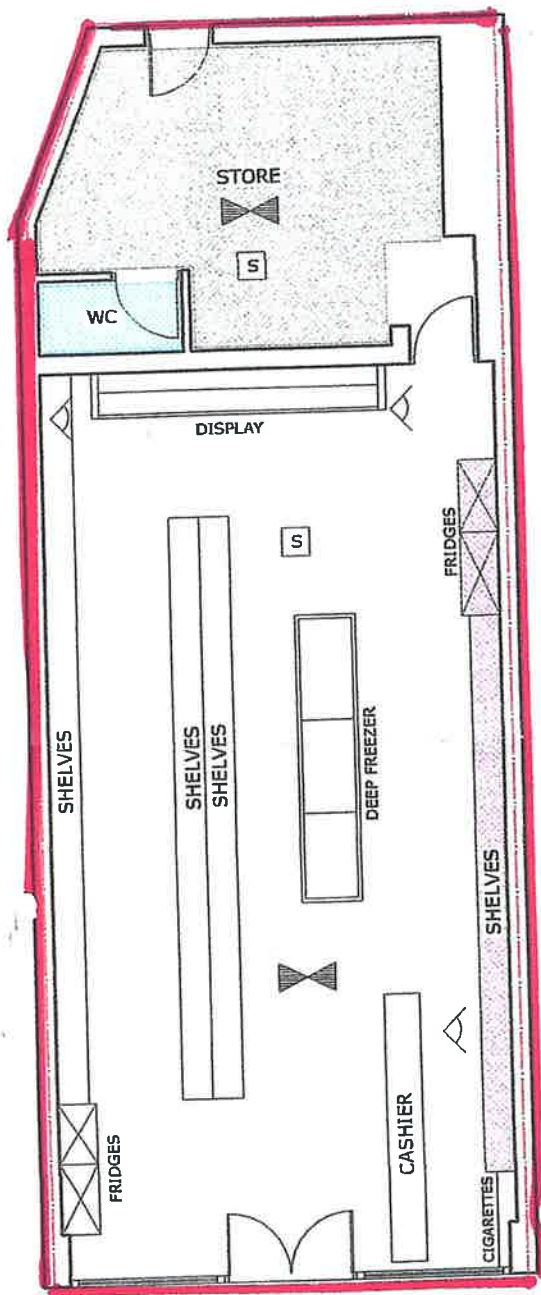 STORE
S
WC
DISPLAY
S
FRIDGES
SHELVES
SHELVES
SHELVES
DEEP FREEZER
SHELVES
CASHIER
FRIDGES
CIGARETTES